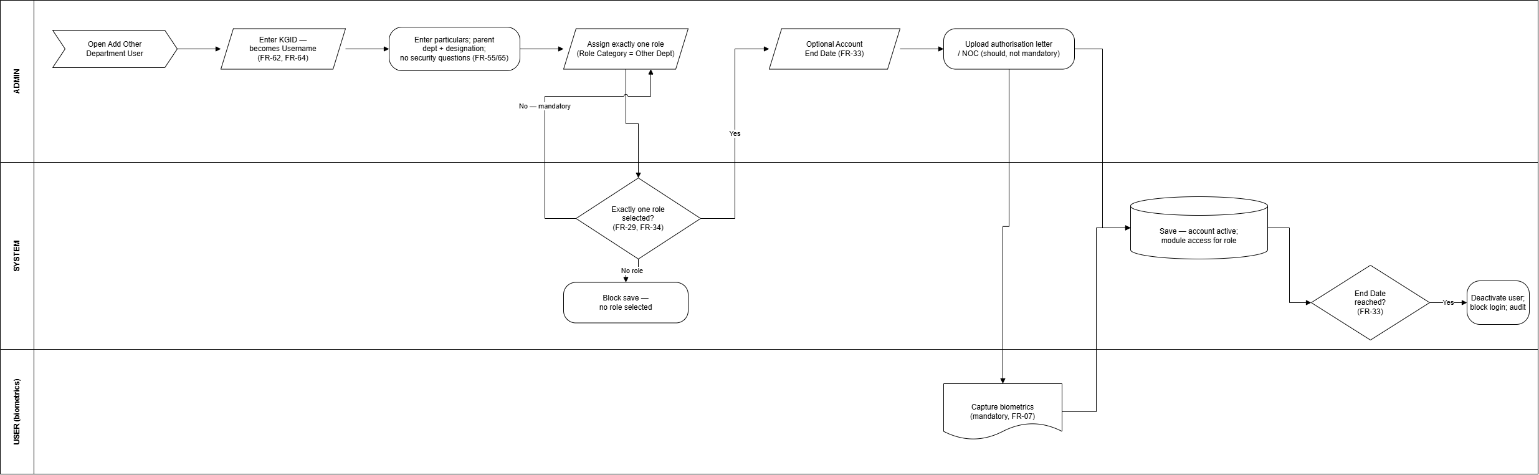 ADMIN
Open Add Other
Department User
Enter KGID —
becomes Username
(FR-62, FR-64)
Enter particulars; parent
dept + designation;
no security questions (FR-55/65)
Assign exactly one role
(Role Category = Other Dept)
Optional Account
End Date (FR-33)
Upload authorisation letter
/ NOC (should, not mandatory)
No — mandatory
Yes
SYSTEM
Exactly one role
selected?
(FR-29, FR-34)
No role
Block save —
no role selected
Save — account active;
module access for role
End Date
reached?
(FR-33)
Yes
Deactivate user;
block login; audit
USER (biometrics)
Capture biometrics
(mandatory, FR-07)